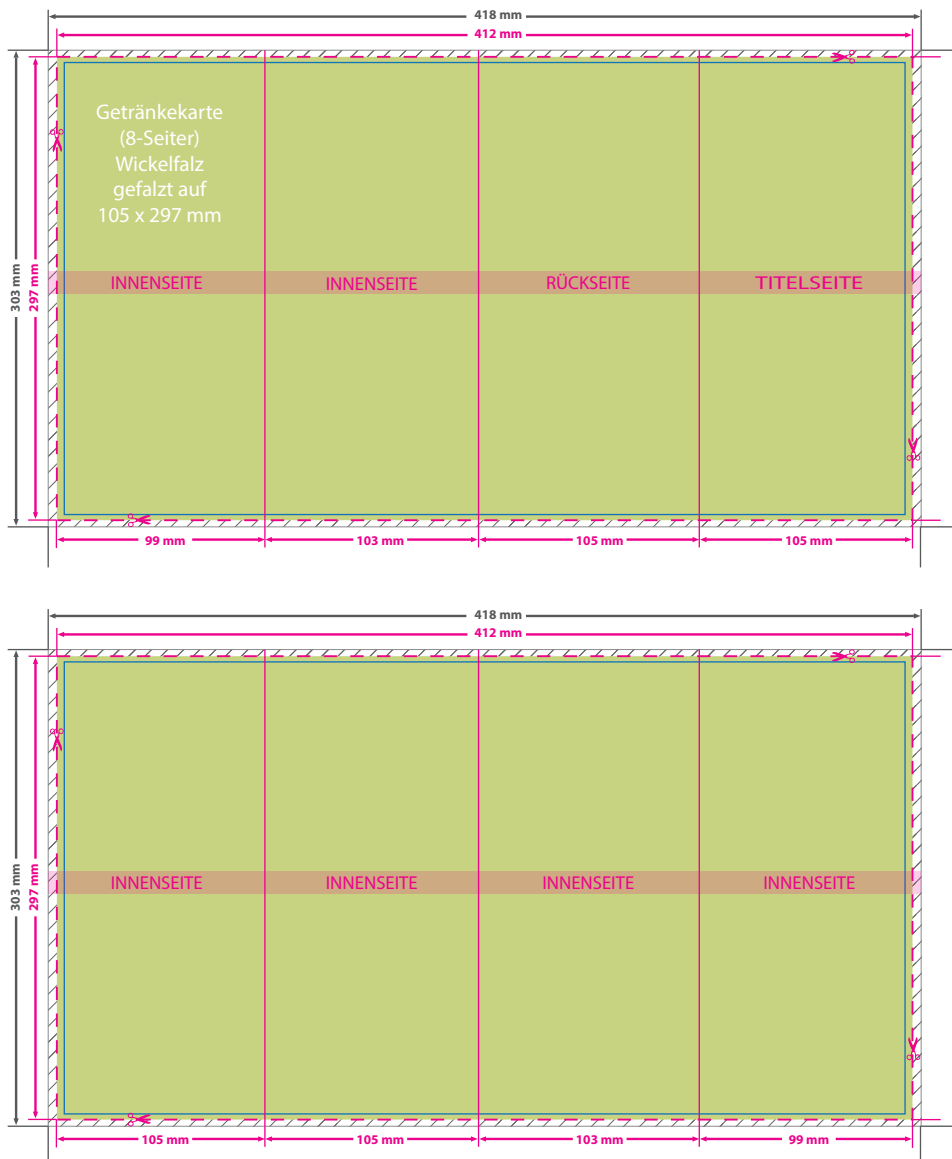 418 mm
412 mm
303 mm
297 mm
Getränkekarte
(8-Seiter)
Wickelfalz
gefalzt auf
105 x 297 mm
INNENSEITE INNENSEITE RÜCKSEITE TITELSEITE
99 mm 103 mm 105 mm 105 mm
418 mm
412 mm
303 mm
297 mm
INNENSEITE INNENSEITE INNENSEITE INNENSEITE
105 mm 105 mm 103 mm 99 mm